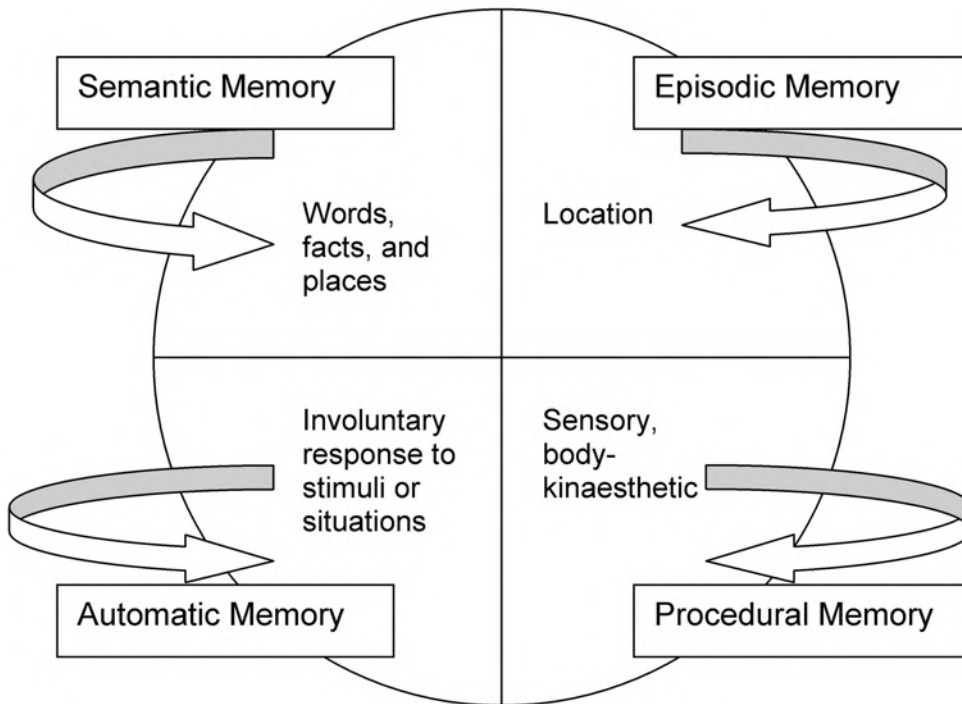 Semantic Memory
Episodic Memory
Words,
facts, and
places
Location
Involuntary
response to
stimuli or
situations
Sensory,
body-
kinaesthetic
Automatic Memory
Procedural Memory